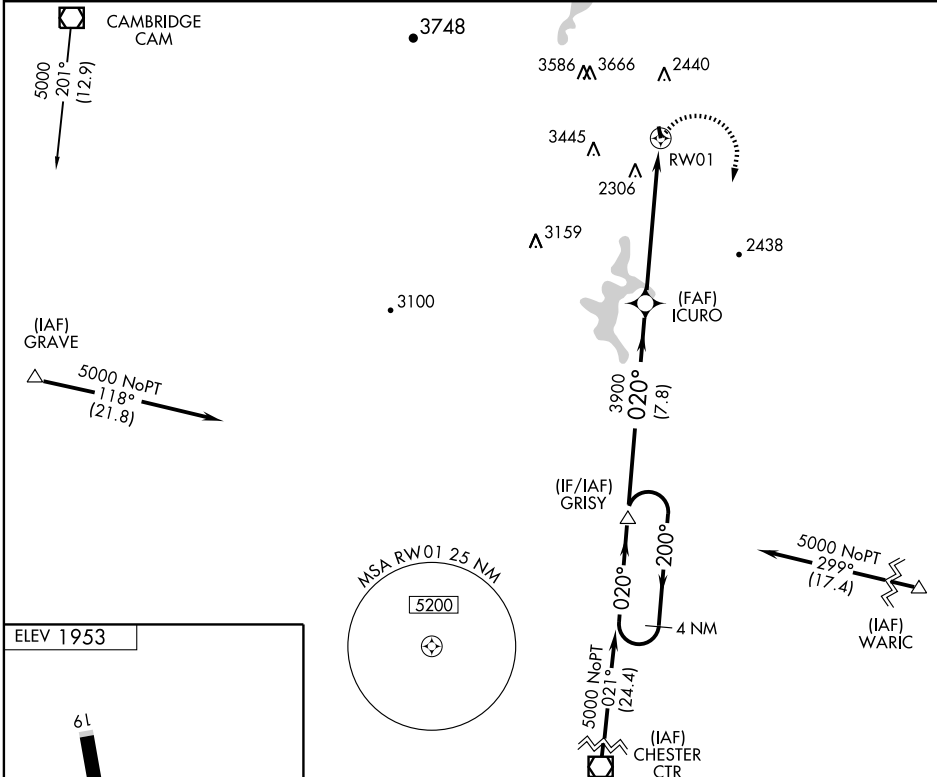 CAMBRIDGE
CAM
5000
201°
(12.9)
3748
3586
3666
2440
3445
RW01
2306
3159
2438
3100
(FAF)
ICURO
(IAF)
GRAVE
5000 NoPT
118°
(21.8)
3900
020°
(7.8)
(IF/IAF)
GRISY
200°
020°
4 NM
5000 NoPT
299°
(17.4)
(IAF)
WARIC
MSA RW01 25 NM
5200
5000 NoPT
021°
(24.4)
(IAF)
CHESTER
CTR
ELEV 1953
19